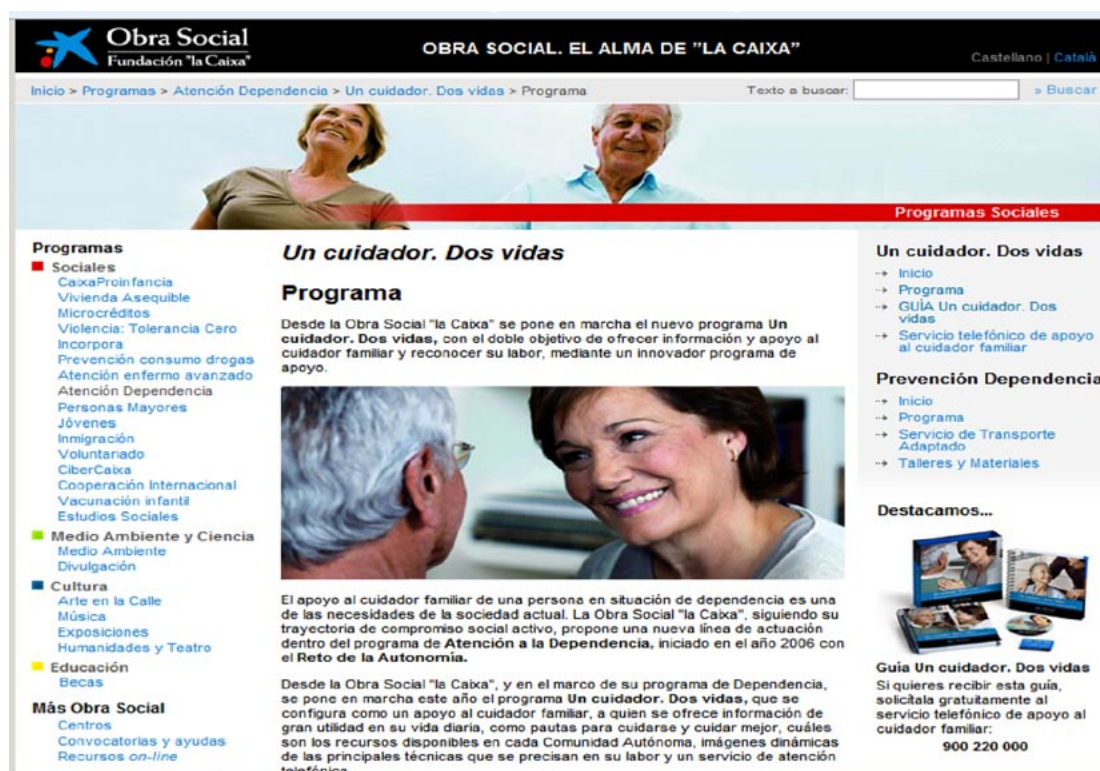 Obra Social
Fundación "la Caixa"
OBRA SOCIAL. EL ALMA DE "LA CAIXA"
Castellano | Català
Inicio > Programas > Atención Dependencia > Un cuidador. Dos vidas > Programa
Texto a buscar:
» Buscar
Programas Sociales
Programas
Sociales
CaixaProinfancia
Vivienda Asequible
Microcréditos
Violencia: Tolerancia Cero
Incorpora
Prevención consumo drogas
Atención enfermo avanzado
Atención Dependencia
Personas Mayores
Jóvenes
Inmigración
Voluntariado
CiberCaixa
Cooperación Internacional
Vacunación infantil
Estudios Sociales
Medio Ambiente y Ciencia
Medio Ambiente
Divulgación
Cultura
Arte en la Calle
Música
Exposiciones
Humanidades y Teatro
Educación
Becas
Más Obra Social
Centros
Convocatorias y ayudas
Recursos on-line
Un cuidador. Dos vidas
Programa
Desde la Obra Social "la Caixa" se pone en marcha el nuevo programa Un
cuidador. Dos vidas, con el doble objetivo de ofrecer información y apoyo al
cuidador familiar y reconocer su labor, mediante un innovador programa de
apoyo.
El apoyo al cuidador familiar de una persona en situación de dependencia es una
de las necesidades de la sociedad actual. La Obra Social "la Caixa", siguiendo su
trayectoria de compromiso social activo, propone una nueva línea de actuación
dentro del programa de Atención a la Dependencia, iniciado en el año 2006 con
el Reto de la Autonomía.
Desde la Obra Social "la Caixa", y en el marco de su programa de Dependencia,
se pone en marcha este año el programa Un cuidador. Dos vidas, que se
configura como un apoyo al cuidador familiar, a quien se ofrece información de
gran utilidad en su vida diaria, como pautas para cuidarse y cuidar mejor, cuáles
son los recursos disponibles en cada Comunidad Autónoma, imágenes dinámicas
de las principales técnicas que se precisan en su labor y un servicio de atención
telefónica
Un cuidador. Dos vidas
Inicio
Programa
GUÍA Un cuidador. Dos
vidas
Servicio telefónico de apoyo
al cuidador familiar
Prevención Dependencia
Inicio
Programa
Servicio de Transporte
Adaptado
Talleres y Materiales
Destacamos...
Guía Un cuidador. Dos vidas
Si quieres recibir esta guía,
solicítala gratuitamente al
servicio telefónico de apoyo al
cuidador familiar:
900 220 000